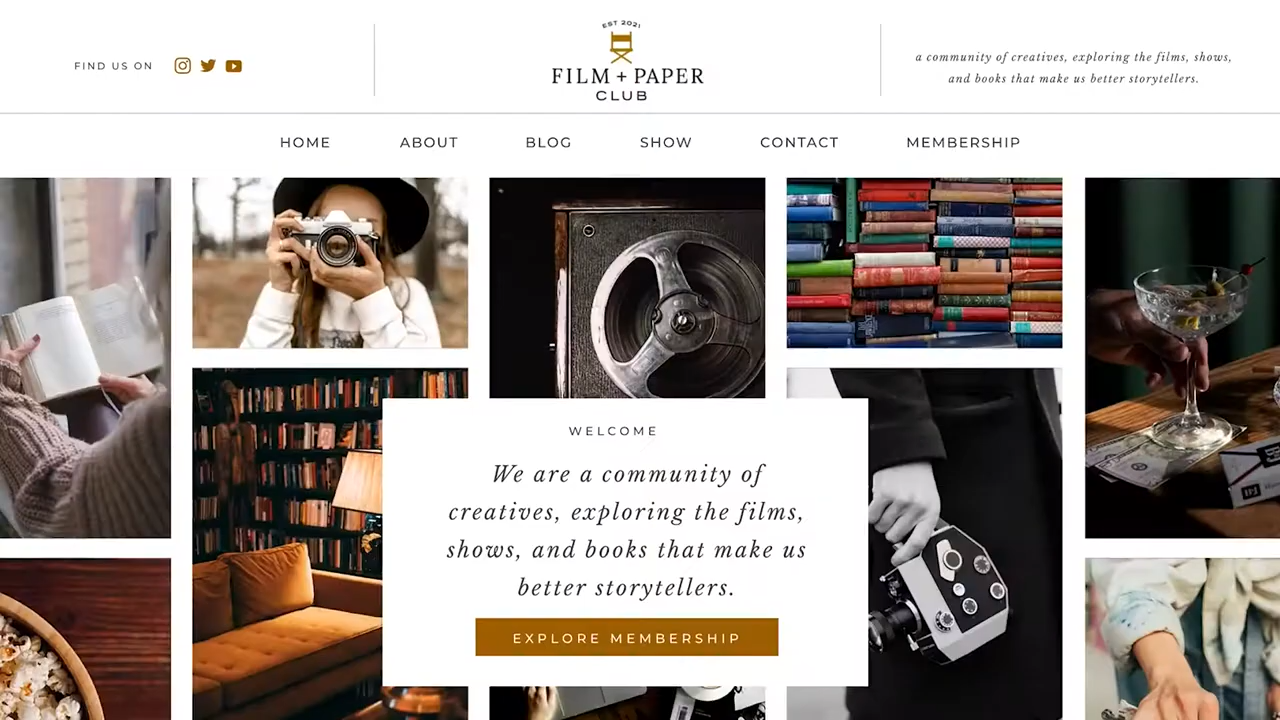 FIND US ON
EST 2021
FILM + PAPER
CLUB
a community of creatives, exploring the films, shows,
and books that make us better storytellers.
HOME ABOUT BLOG SHOW CONTACT MEMBERSHIP
WELCOME
We are a community of
creatives, exploring the films,
shows, and books that make us
better storytellers.
EXPLORE MEMBERSHIP